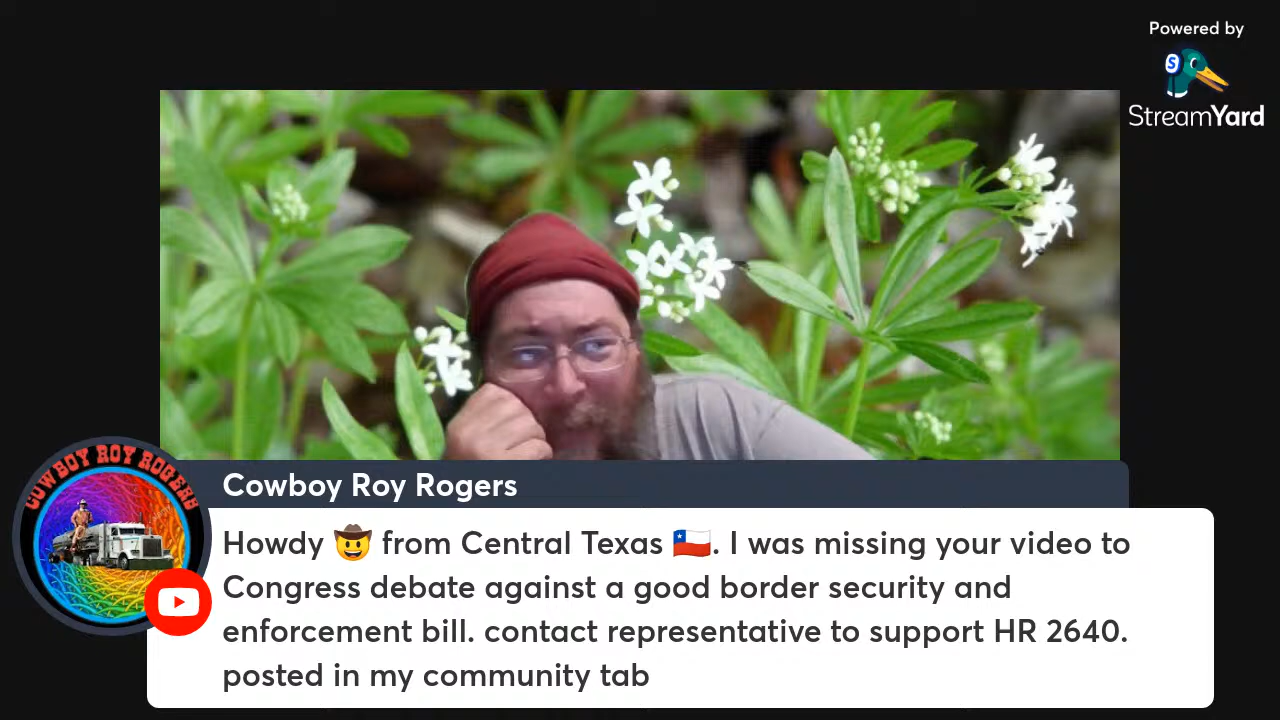 Powered by
S
StreamYard
COWBOY ROY ROGERS
Cowboy Roy Rogers
Howdy 🤠 from Central Texas 🇨🇱. I was missing your video to
Congress debate against a good border security and
enforcement bill. contact representative to support HR 2640.
posted in my community tab